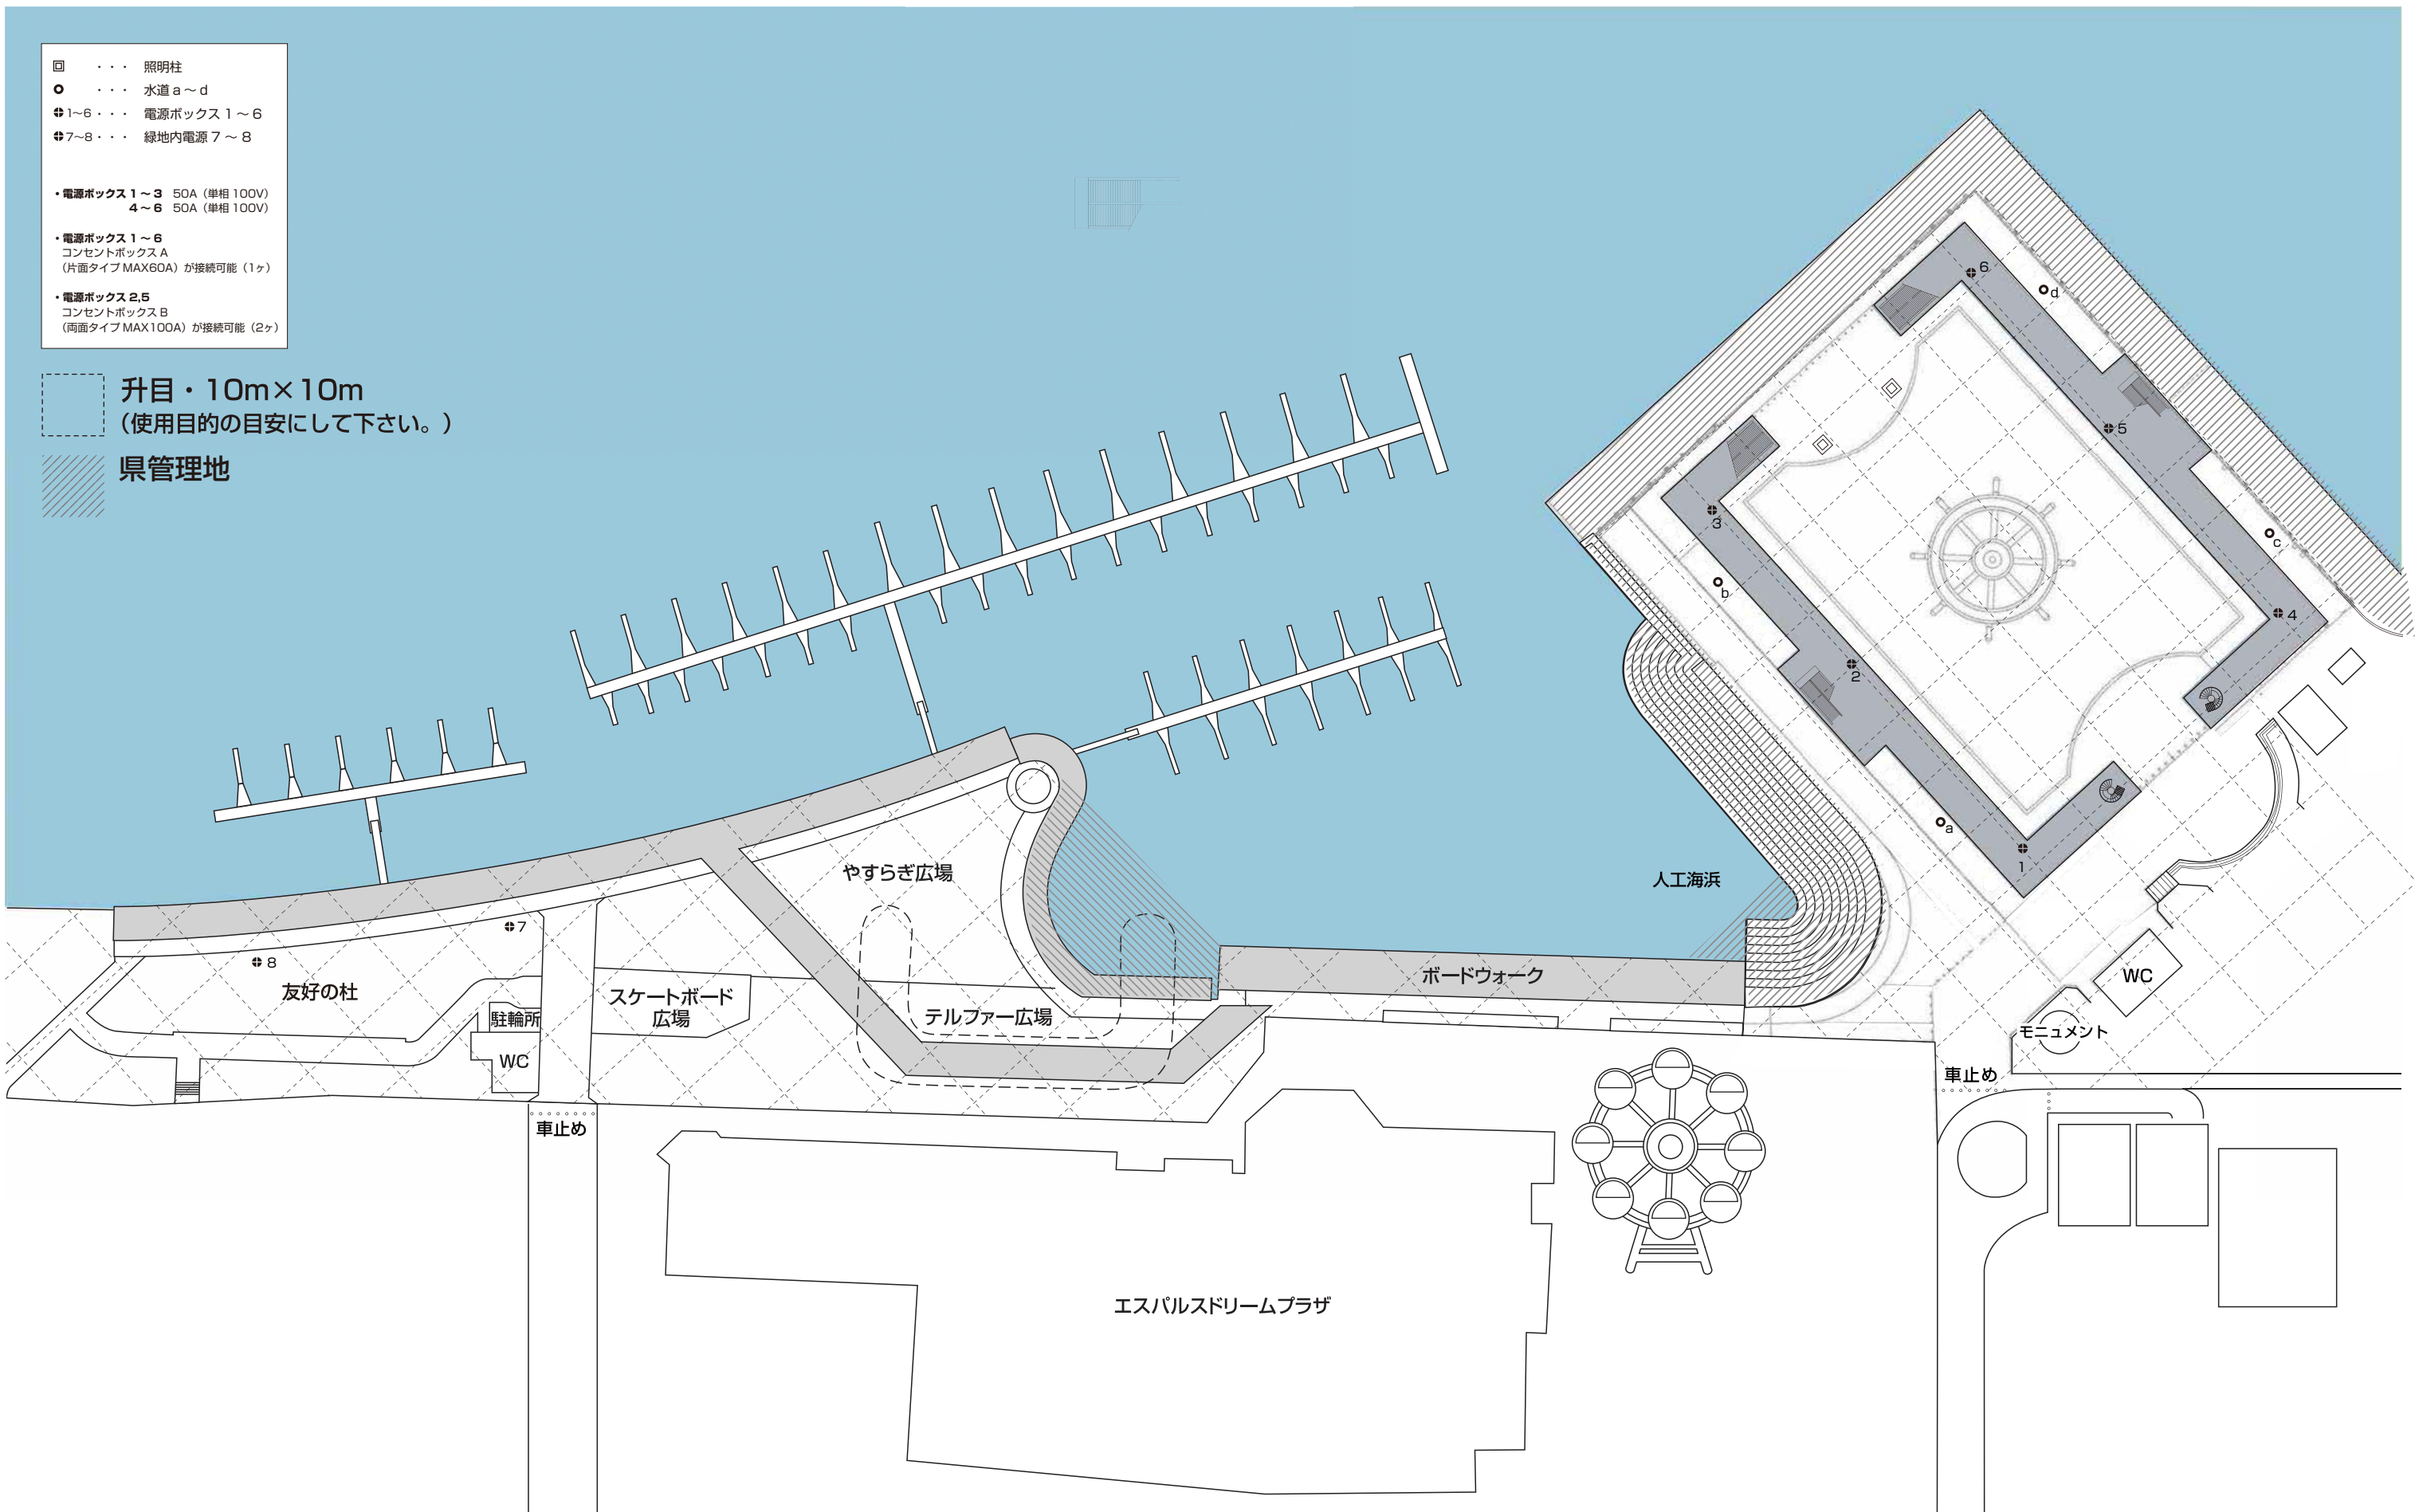 ・・・ 照明柱
・・・ 水道 a～d
1～6・・・ 電源ボックス 1～6
7～8・・・ 緑地内電源 7～8
・電源ボックス 1～3 50A（単相 100V）
4～6 50A（単相 100V）
・電源ボックス 1～6
コンセントボックス A
（片面タイプ MAX60A）が接続可能（1ヶ）
・電源ボックス 2,5
コンセントボックス B
（両面タイプ MAX100A）が接続可能（2ヶ）
升目・10m×10m
（使用目的の目安にして下さい。）
県管理地
6
d
5
3
c
b
4
2
a
1
人工海浜
やすらぎ広場
7
8
友好の杜
スケートボード
広場
駐輪所
WC
テルファー広場
ボードウォーク
WC
モニュメント
車止め
車止め
エスパルスドリームプラザ